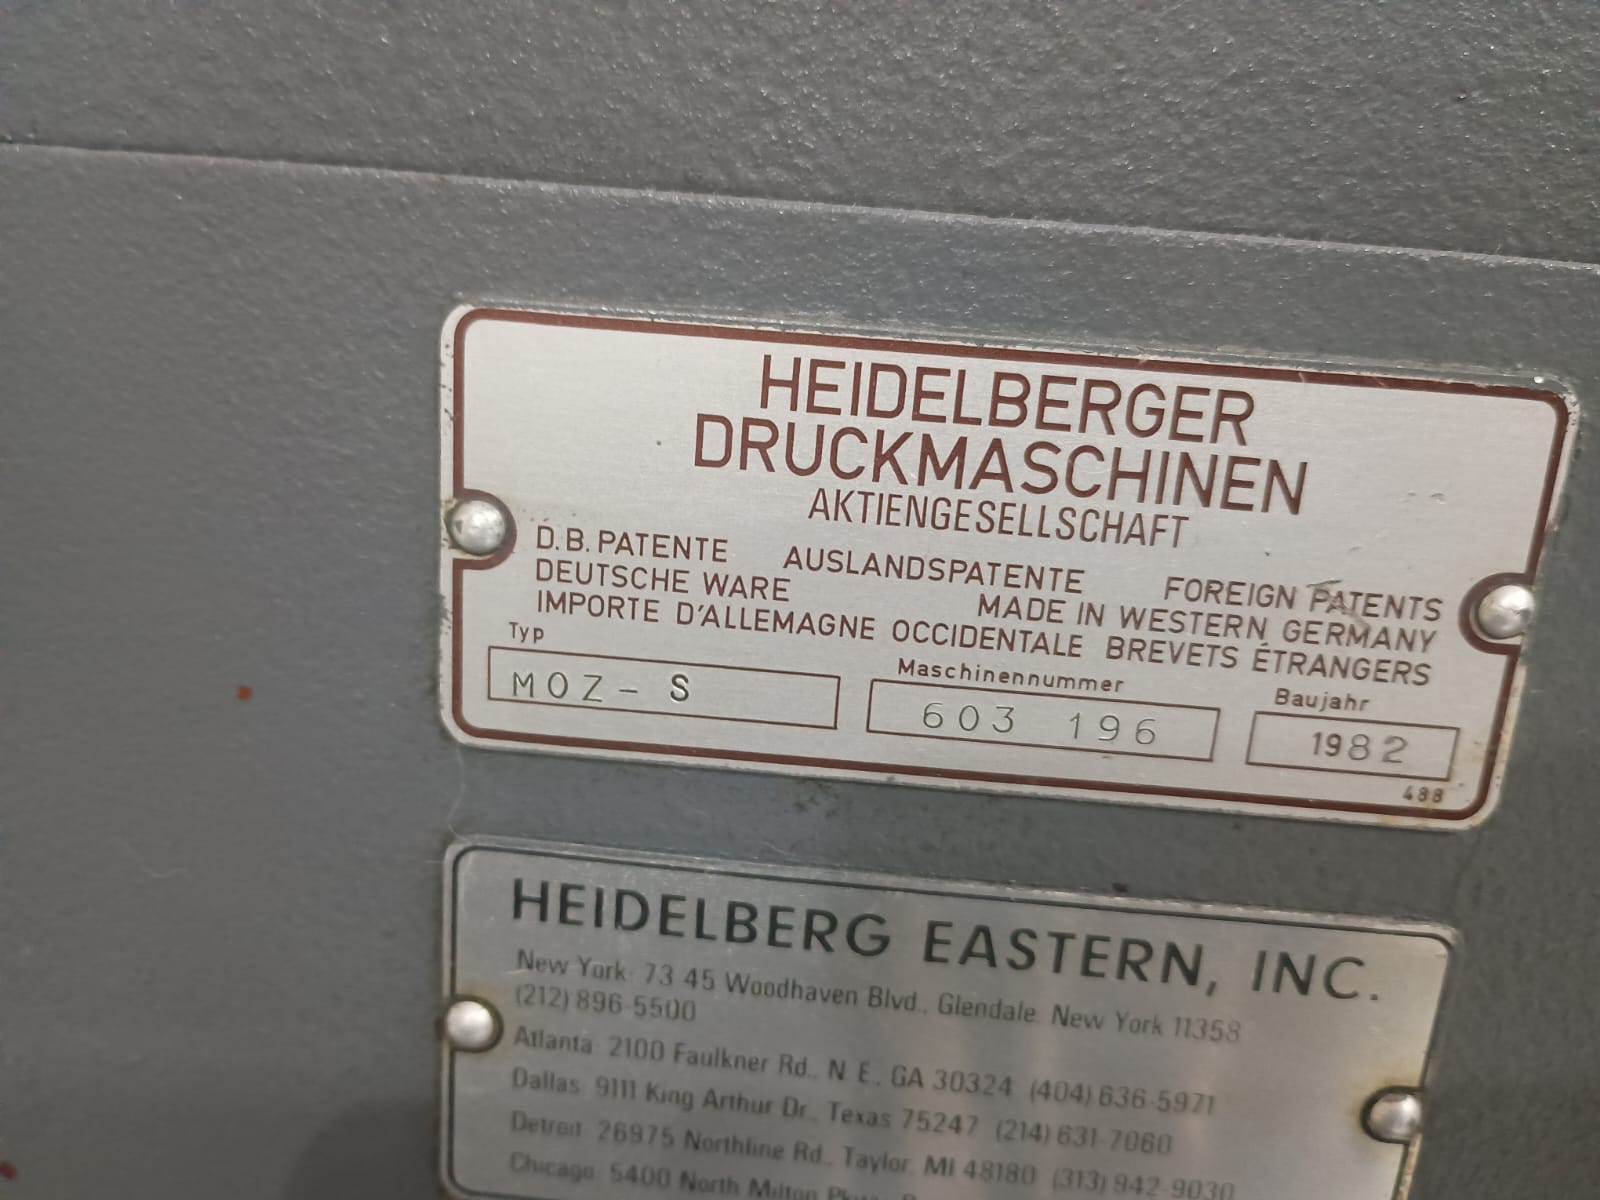 HEIDELBERGER
DRUCKMASCHINEN
AKTIENGESELLSCHAFT
D.B. PATENTE AUSLANDSPATENTE FOREIGN PATENTS
DEUTSCHE WARE MADE IN WESTERN GERMANY
IMPORTE D'ALLEMAGNE OCCIDENTALE BREVETS ÉTRANGERS
Typ Maschinennummer Baujahr
MOZ - S 603 196 1982
488
HEIDELBERG EASTERN, INC.
New York: 73 45 Woodhaven Blvd., Glendale, New York 11358
(212) 896-5500
Atlanta: 2100 Faulkner Rd., N.E., GA 30324 (404) 636-5971
Dallas: 9111 King Arthur Dr., Texas 75247 (214) 631-7060
Detroit: 26975 Northline Rd., Taylor, MI 48180 (313) 942-9030
Chicago: 5400 North Milton